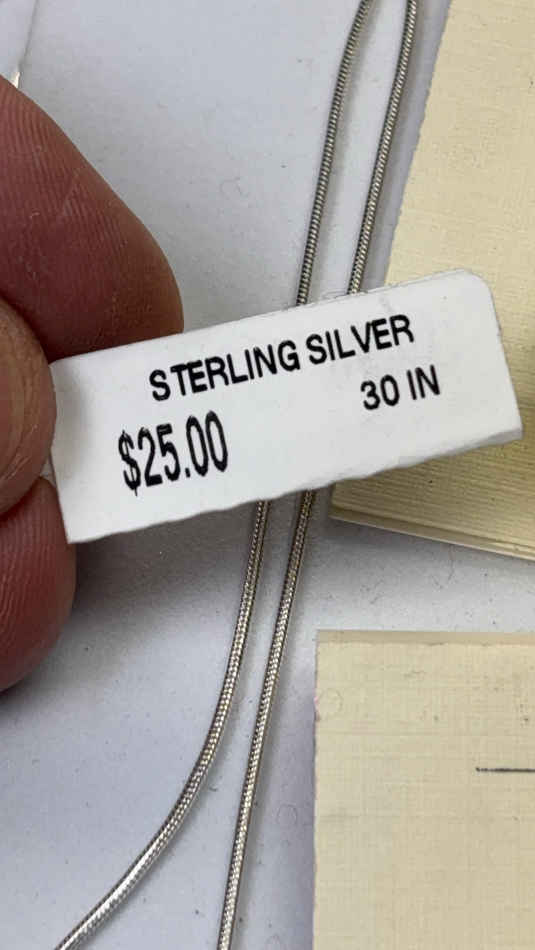 STERLING SILVER
30 IN
$25.00